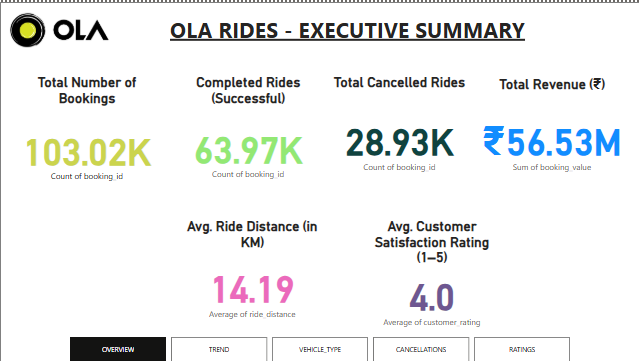 OLA
OLA RIDES - EXECUTIVE SUMMARY
Total Number of
Bookings
103.02K
Count of booking_id
Completed Rides
(Successful)
63.97K
Count of booking_id
Total Cancelled Rides
28.93K
Count of booking_id
Total Revenue (₹)
₹56.53M
Sum of booking_value
Avg. Ride Distance (in
KM)
14.19
Average of ride_distance
Avg. Customer
Satisfaction Rating
(1–5)
4.0
Average of customer_rating
OVERVIEW
TREND
VEHICLE_TYPE
CANCELLATIONS
RATINGS